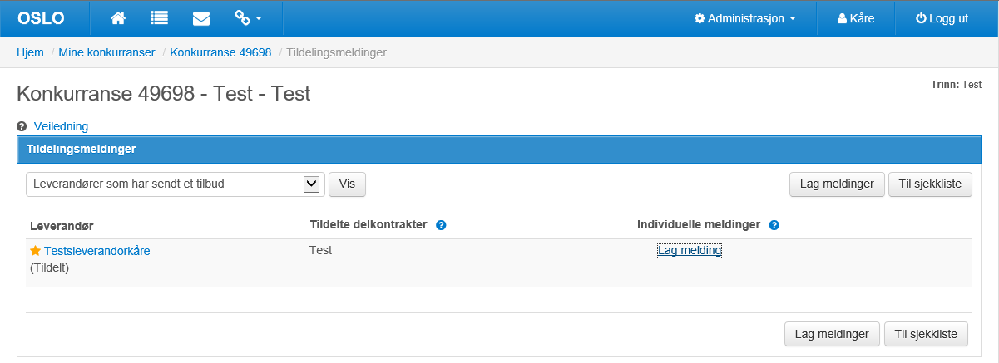 OSLO Administrasjon Kåre Logg ut
Hjem / Mine konkurranser / Konkurranse 49698 / Tildelingsmeldinger
Trinn: Test
Konkurranse 49698 - Test - Test
Veiledning
Tildelingsmeldinger
Leverandører som har sendt et tilbud Vis Lag meldinger Til sjekkliste
Leverandør Tildelte delkontrakter Individuelle meldinger
Testsleverandorkåre Test Lag melding
(Tildelt)
Lag meldinger Til sjekkliste